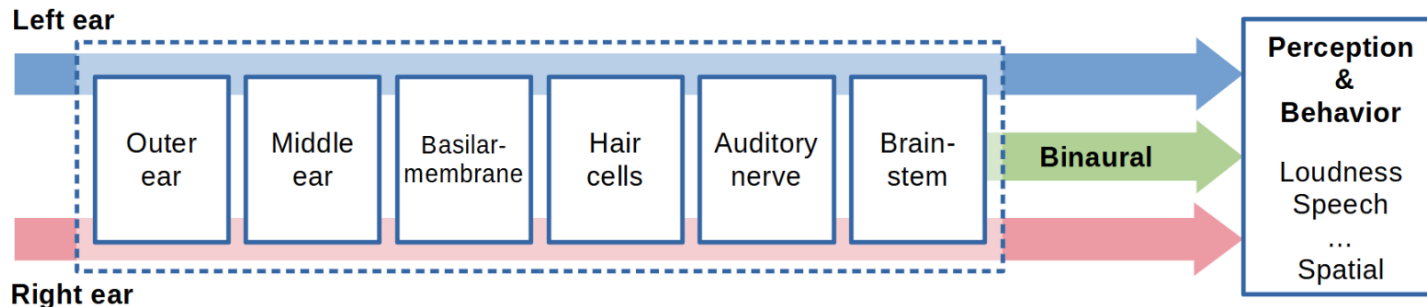 Left ear
Outer
ear
Middle
ear
Basilar-
membrane
Hair
cells
Auditory
nerve
Brain-
stem
Binaural
Perception
&
Behavior
Loudness
Speech
...
Spatial
Right ear